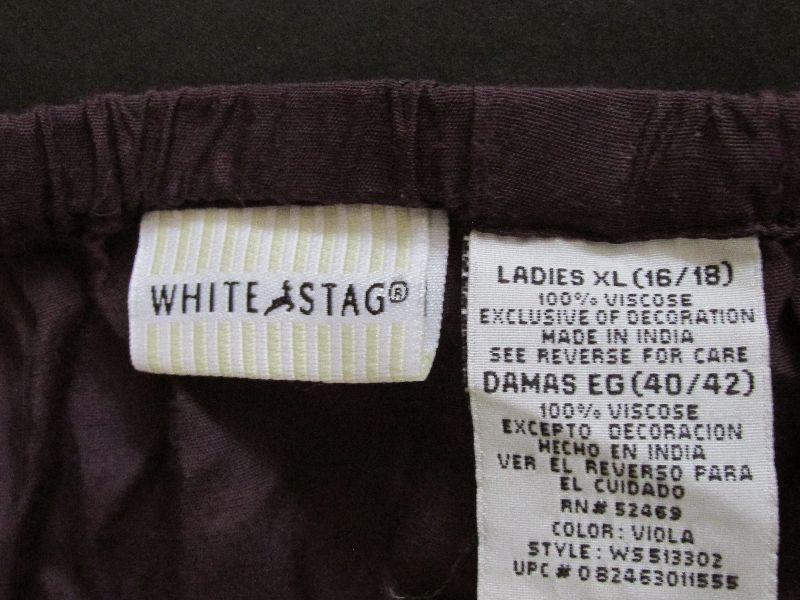 WHITE STAG®
LADIES XL (16/18)
100% VISCOSE
EXCLUSIVE OF DECORATION
MADE IN INDIA
SEE REVERSE FOR CARE
DAMAS EG (40/42)
100% VISCOSE
EXCEPTO DECORACION
HECHO EN INDIA
VER EL REVERSO PARA
EL CUIDADO
RN# 52469
COLOR: VIOLA
STYLE: WS513302
UPC # 082463011555